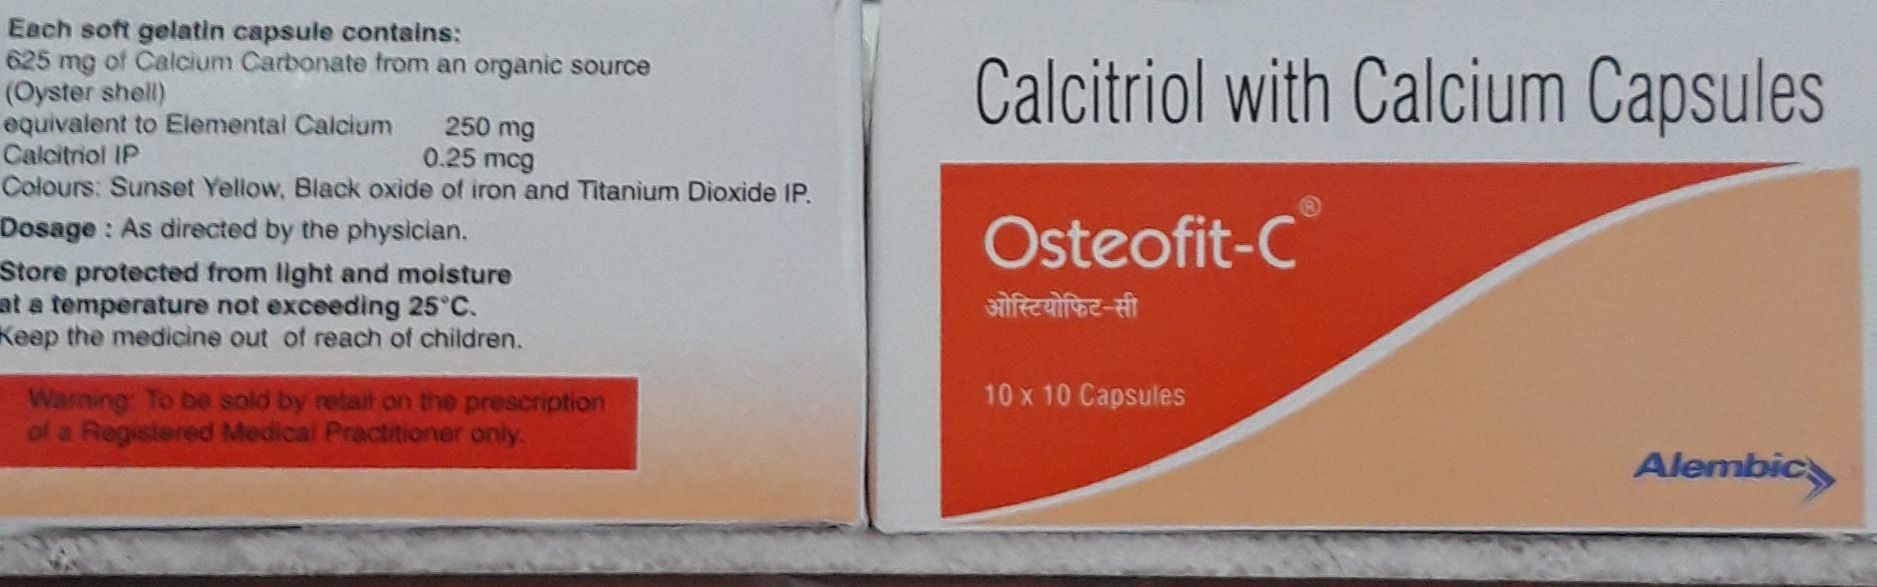 Each soft gelatin capsule contains:
625 mg of Calcium Carbonate from an organic source
(Oyster shell)
equivalent to Elemental Calcium 250 mg
Calcitriol IP 0.25 mcg
Colours: Sunset Yellow, Black oxide of iron and Titanium Dioxide IP.
Dosage : As directed by the physician.
Store protected from light and moisture
at a temperature not exceeding 25°C.
Keep the medicine out of reach of children.
Warning: To be sold by retail on the prescription
of a Registered Medical Practitioner only.
Calcitriol with Calcium Capsules
Osteofit-C®
ओस्टियोफिट-सी
10 x 10 Capsules
Alembic